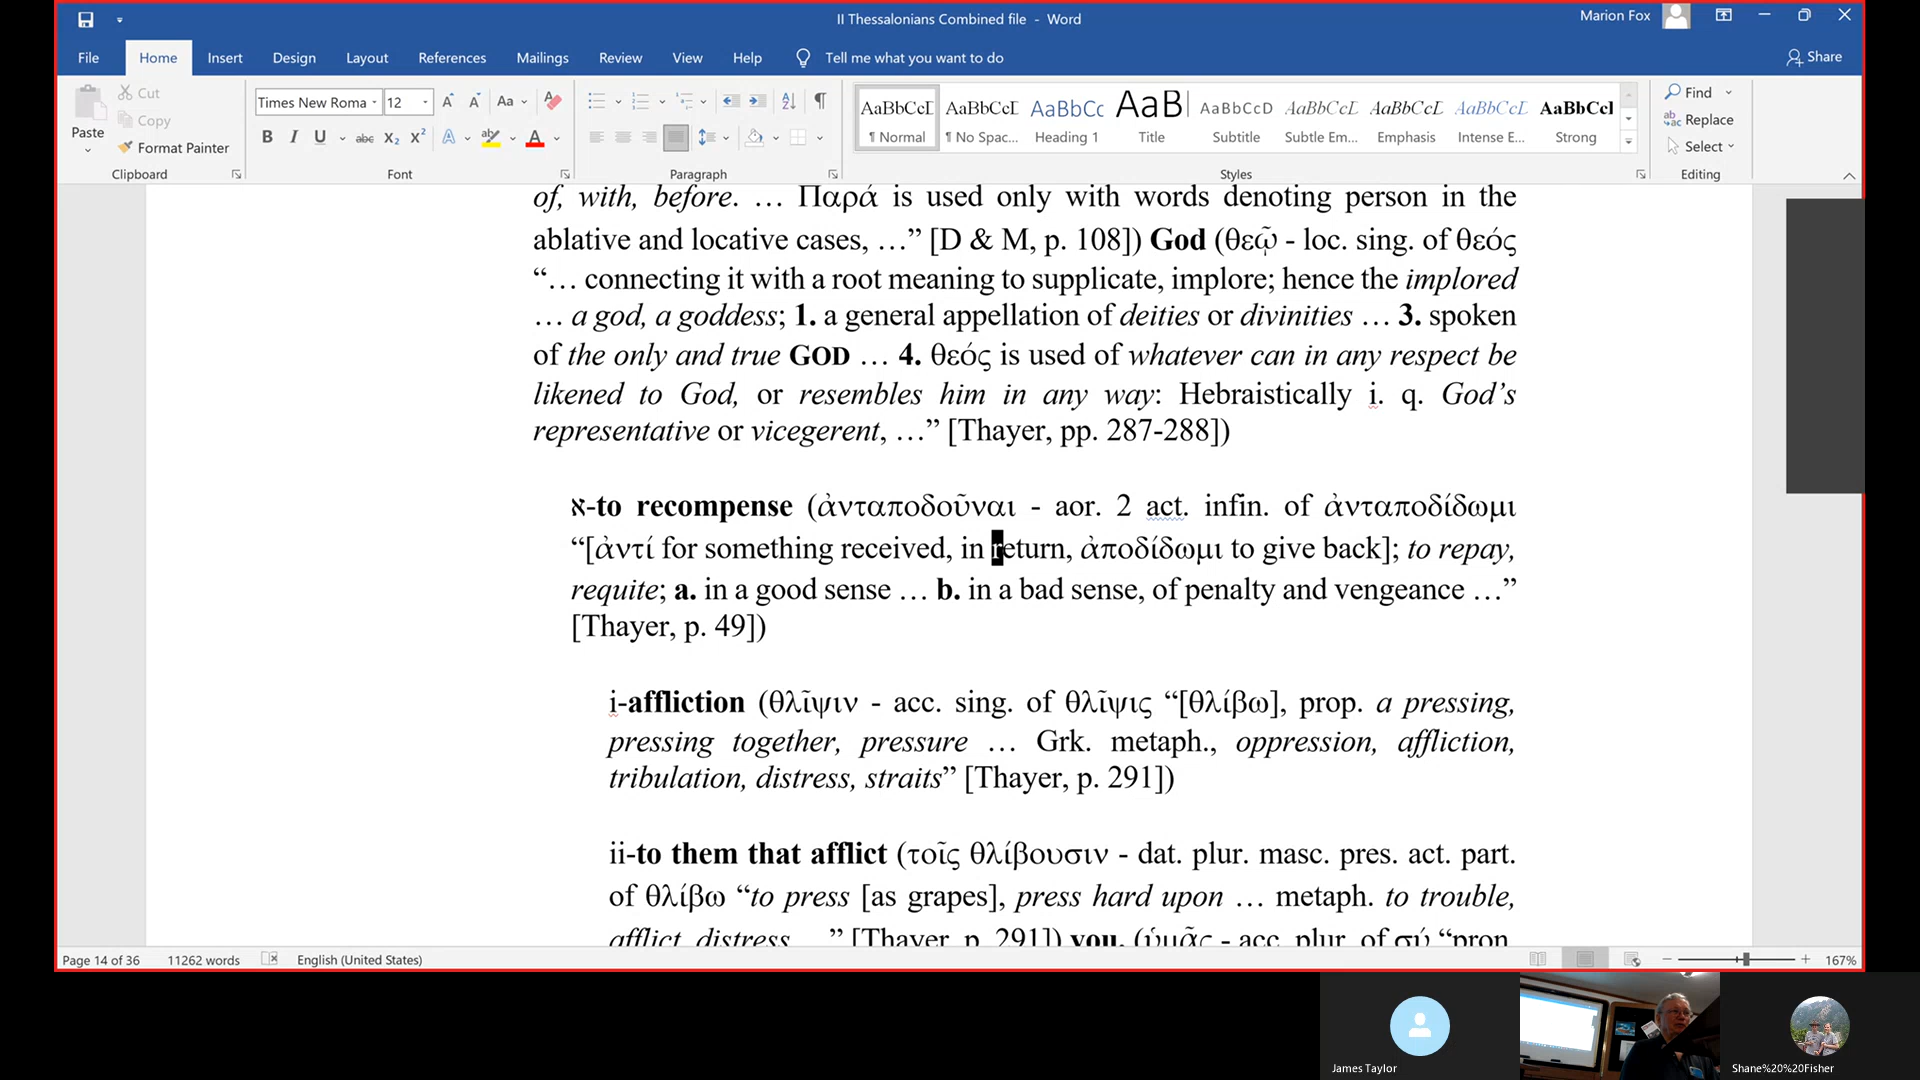 II Thessalonians Combined file - Word
Marion Fox
File Home Insert Design Layout References Mailings Review View Help Tell me what you want to do Share
Paste
Cut
Copy
Format Painter
Clipboard
Times New Roma 12
Font
Paragraph
AaBbCcI AaBbCcI AaBbCc AaB AaBbCcD AaBbCcL AaBbCcL AaBbCcL AaBbCcl
¶ Normal ¶ No Spac... Heading 1 Title Subtitle Subtle Em... Emphasis Intense E... Strong
Styles
Find
Replace
Select
Editing
of, with, before. … Παρά is used only with words denoting person in the
ablative and locative cases, …” [D & M, p. 108]) God (θεῷ - loc. sing. of θεός
“… connecting it with a root meaning to supplicate, implore; hence the implored
… a god, a goddess; 1. a general appellation of deities or divinities … 3. spoken
of the only and true GOD … 4. θεός is used of whatever can in any respect be
likened to God, or resembles him in any way: Hebraistically i. q. God’s
representative or vicegerent, …” [Thayer, pp. 287-288])
א-to recompense (ἀνταποδοῦναι - aor. 2 act. infin. of ἀνταποδίδωμι
“[ἀντί for something received, in return, ἀποδίδωμι to give back]; to repay,
requite; a. in a good sense … b. in a bad sense, of penalty and vengeance …”
[Thayer, p. 49])
i-affliction (θλῖψιν - acc. sing. of θλῖψις “[θλίβω], prop. a pressing,
pressing together, pressure … Grk. metaph., oppression, affliction,
tribulation, distress, straits” [Thayer, p. 291])
ii-to them that afflict (τοῖς θλίβουσιν - dat. plur. masc. pres. act. part.
of θλίβω “to press [as grapes], press hard upon … metaph. to trouble,
afflict, distress, …” [Thayer, p. 291]) you, (ὑμᾶς - acc. plur. of σύ “pron.
Page 14 of 36 11262 words English (United States) 167%
James Taylor
Shane%20%20Fisher